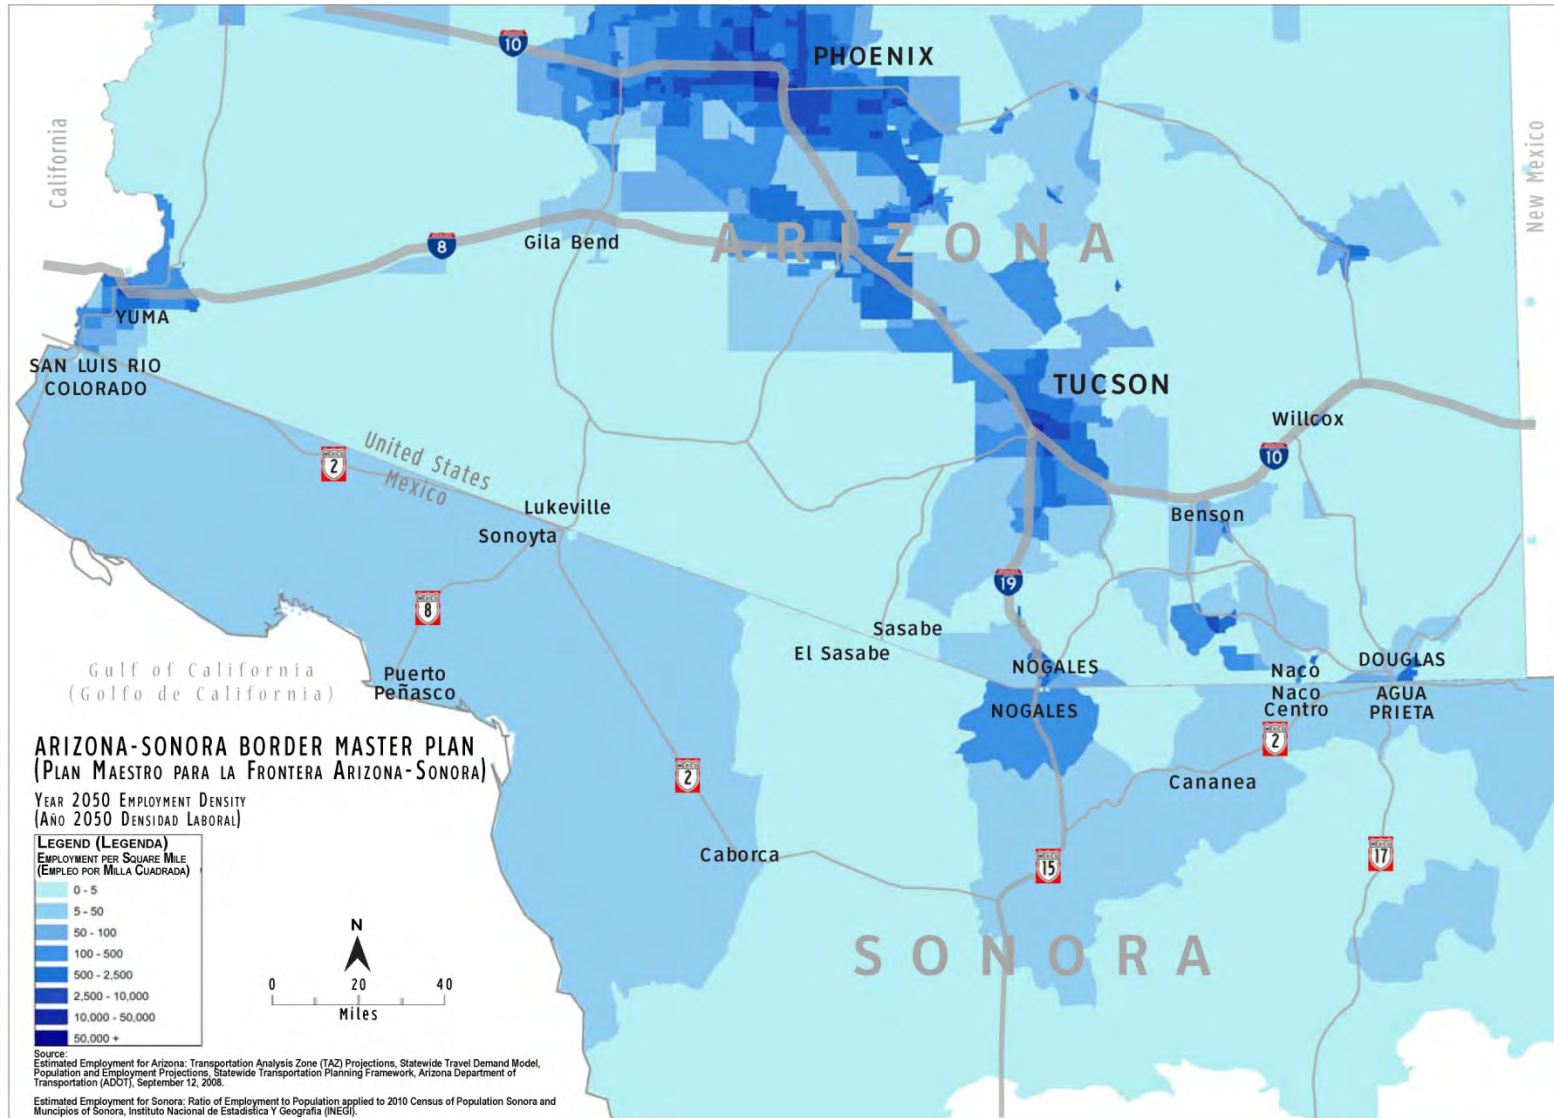 10
PHOENIX
California
New Mexico
ARIZONA
8
Gila Bend
YUMA
SAN LUIS RIO
COLORADO
TUCSON
Willcox
10
United States
Mexico
MEXICO
2
Lukeville
Sonoyta
Benson
19
MEXICO
8
Sasabe
El Sasabe
NOGALES
NOGALES
Naco
Naco
Centro
DOUGLAS
AGUA
PRIETA
Gulf of California
(Golfo de California)
Puerto
Peñasco
MEXICO
2
MEXICO
2
Cananea
Caborca
MEXICO
15
MEXICO
17
SONORA
ARIZONA-SONORA BORDER MASTER PLAN
(PLAN MAESTRO PARA LA FRONTERA ARIZONA-SONORA)
YEAR 2050 EMPLOYMENT DENSITY
(AÑO 2050 DENSIDAD LABORAL)
LEGEND (LEGENDA)
EMPLOYMENT PER SQUARE MILE
(EMPLEO POR MILLA CUADRADA)
0 - 5
5 - 50
50 - 100
100 - 500
500 - 2,500
2,500 - 10,000
10,000 - 50,000
50,000 +
N
0 20 40
Miles
Source:
Estimated Employment for Arizona: Transportation Analysis Zone (TAZ) Projections, Statewide Travel Demand Model,
Population and Employment Projections, Statewide Transportation Planning Framework, Arizona Department of
Transportation (ADOT), September 12, 2008.
Estimated Employment for Sonora: Ratio of Employment to Population applied to 2010 Census of Population Sonora and
Muncipios of Sonora, Instituto Nacional de Estadistica Y Geografia (INEGI).